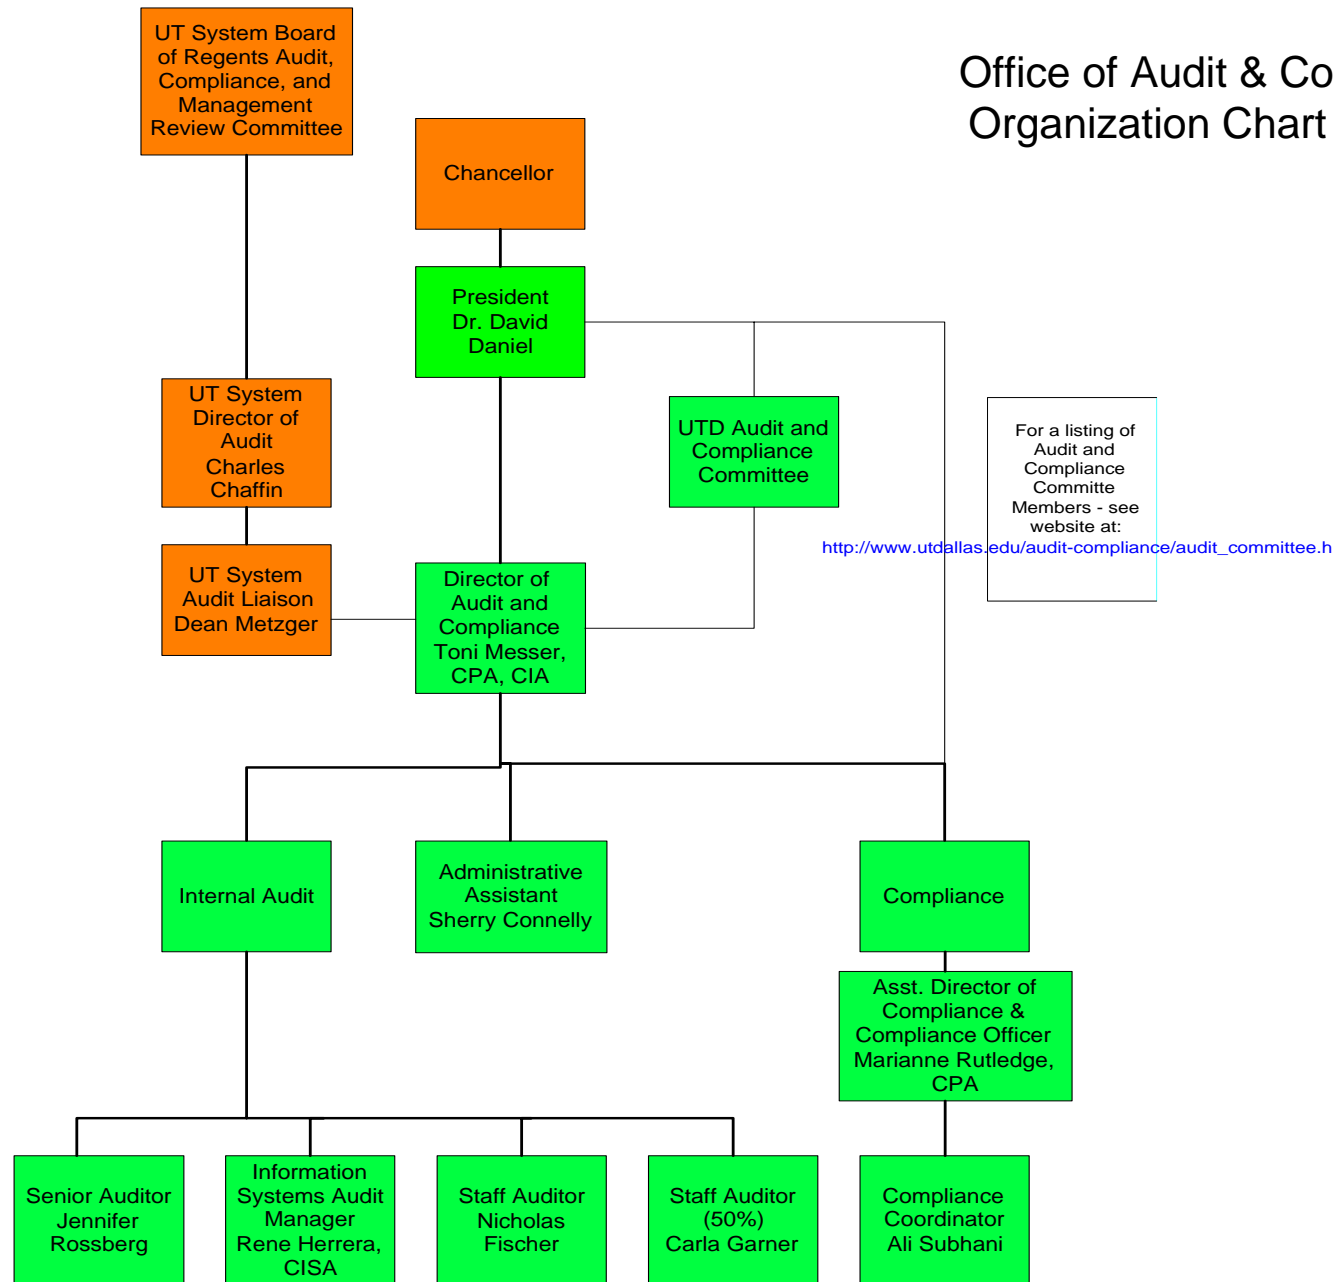 UT System Board
of Regents Audit,
Compliance, and
Management
Review Committee
Office of Audit & Co
Organization Chart
Chancellor
President
Dr. David
Daniel
UT System
Director of
Audit
Charles
Chaffin
UTD Audit and
Compliance
Committee
For a listing of
Audit and
Compliance
Committe
Members - see
website at:
http://www.utdallas.edu/audit-compliance/audit_committee.h
UT System
Audit Liaison
Dean Metzger
Director of
Audit and
Compliance
Toni Messer,
CPA, CIA
Internal Audit
Administrative
Assistant
Sherry Connelly
Compliance
Asst. Director of
Compliance &
Compliance Officer
Marianne Rutledge,
CPA
Senior Auditor
Jennifer
Rossberg
Information
Systems Audit
Manager
Rene Herrera,
CISA
Staff Auditor
Nicholas
Fischer
Staff Auditor
(50%)
Carla Garner
Compliance
Coordinator
Ali Subhani